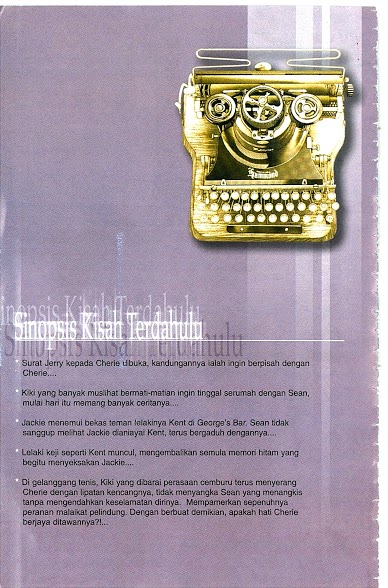 Sinopsis Kisah Terdahulu
* Surat Jerry kepada Cherie dibuka, kandungannya ialah ingin berpisah dengan
Cherie....
* Kiki yang banyak muslihat bermati-matian ingin tinggal serumah dengan Sean,
mulai hari itu memang banyak ceritanya....
* Jackie menemui bekas teman lelakinya Kent di George's Bar. Sean tidak
sanggup melihat Jackie dianiayai Kent, terus bergaduh dengannya....
* Lelaki keji seperti Kent muncul, mengembalikan semula memori hitam yang
begitu menyeksakan Jackie....
* Di gelanggang tenis, Kiki yang dibarai perasaan cemburu terus menyerang
Cherie dengan lipatan kencangnya, tidak menyangka Sean yang menangkis
tanpa mengendahkan keselamatan dirinya. Mempamerkan sepenuhnya
peranan malaikat pelindung. Dengan berbuat demikian, apakah hati Cherie
berjaya ditawannya?!...